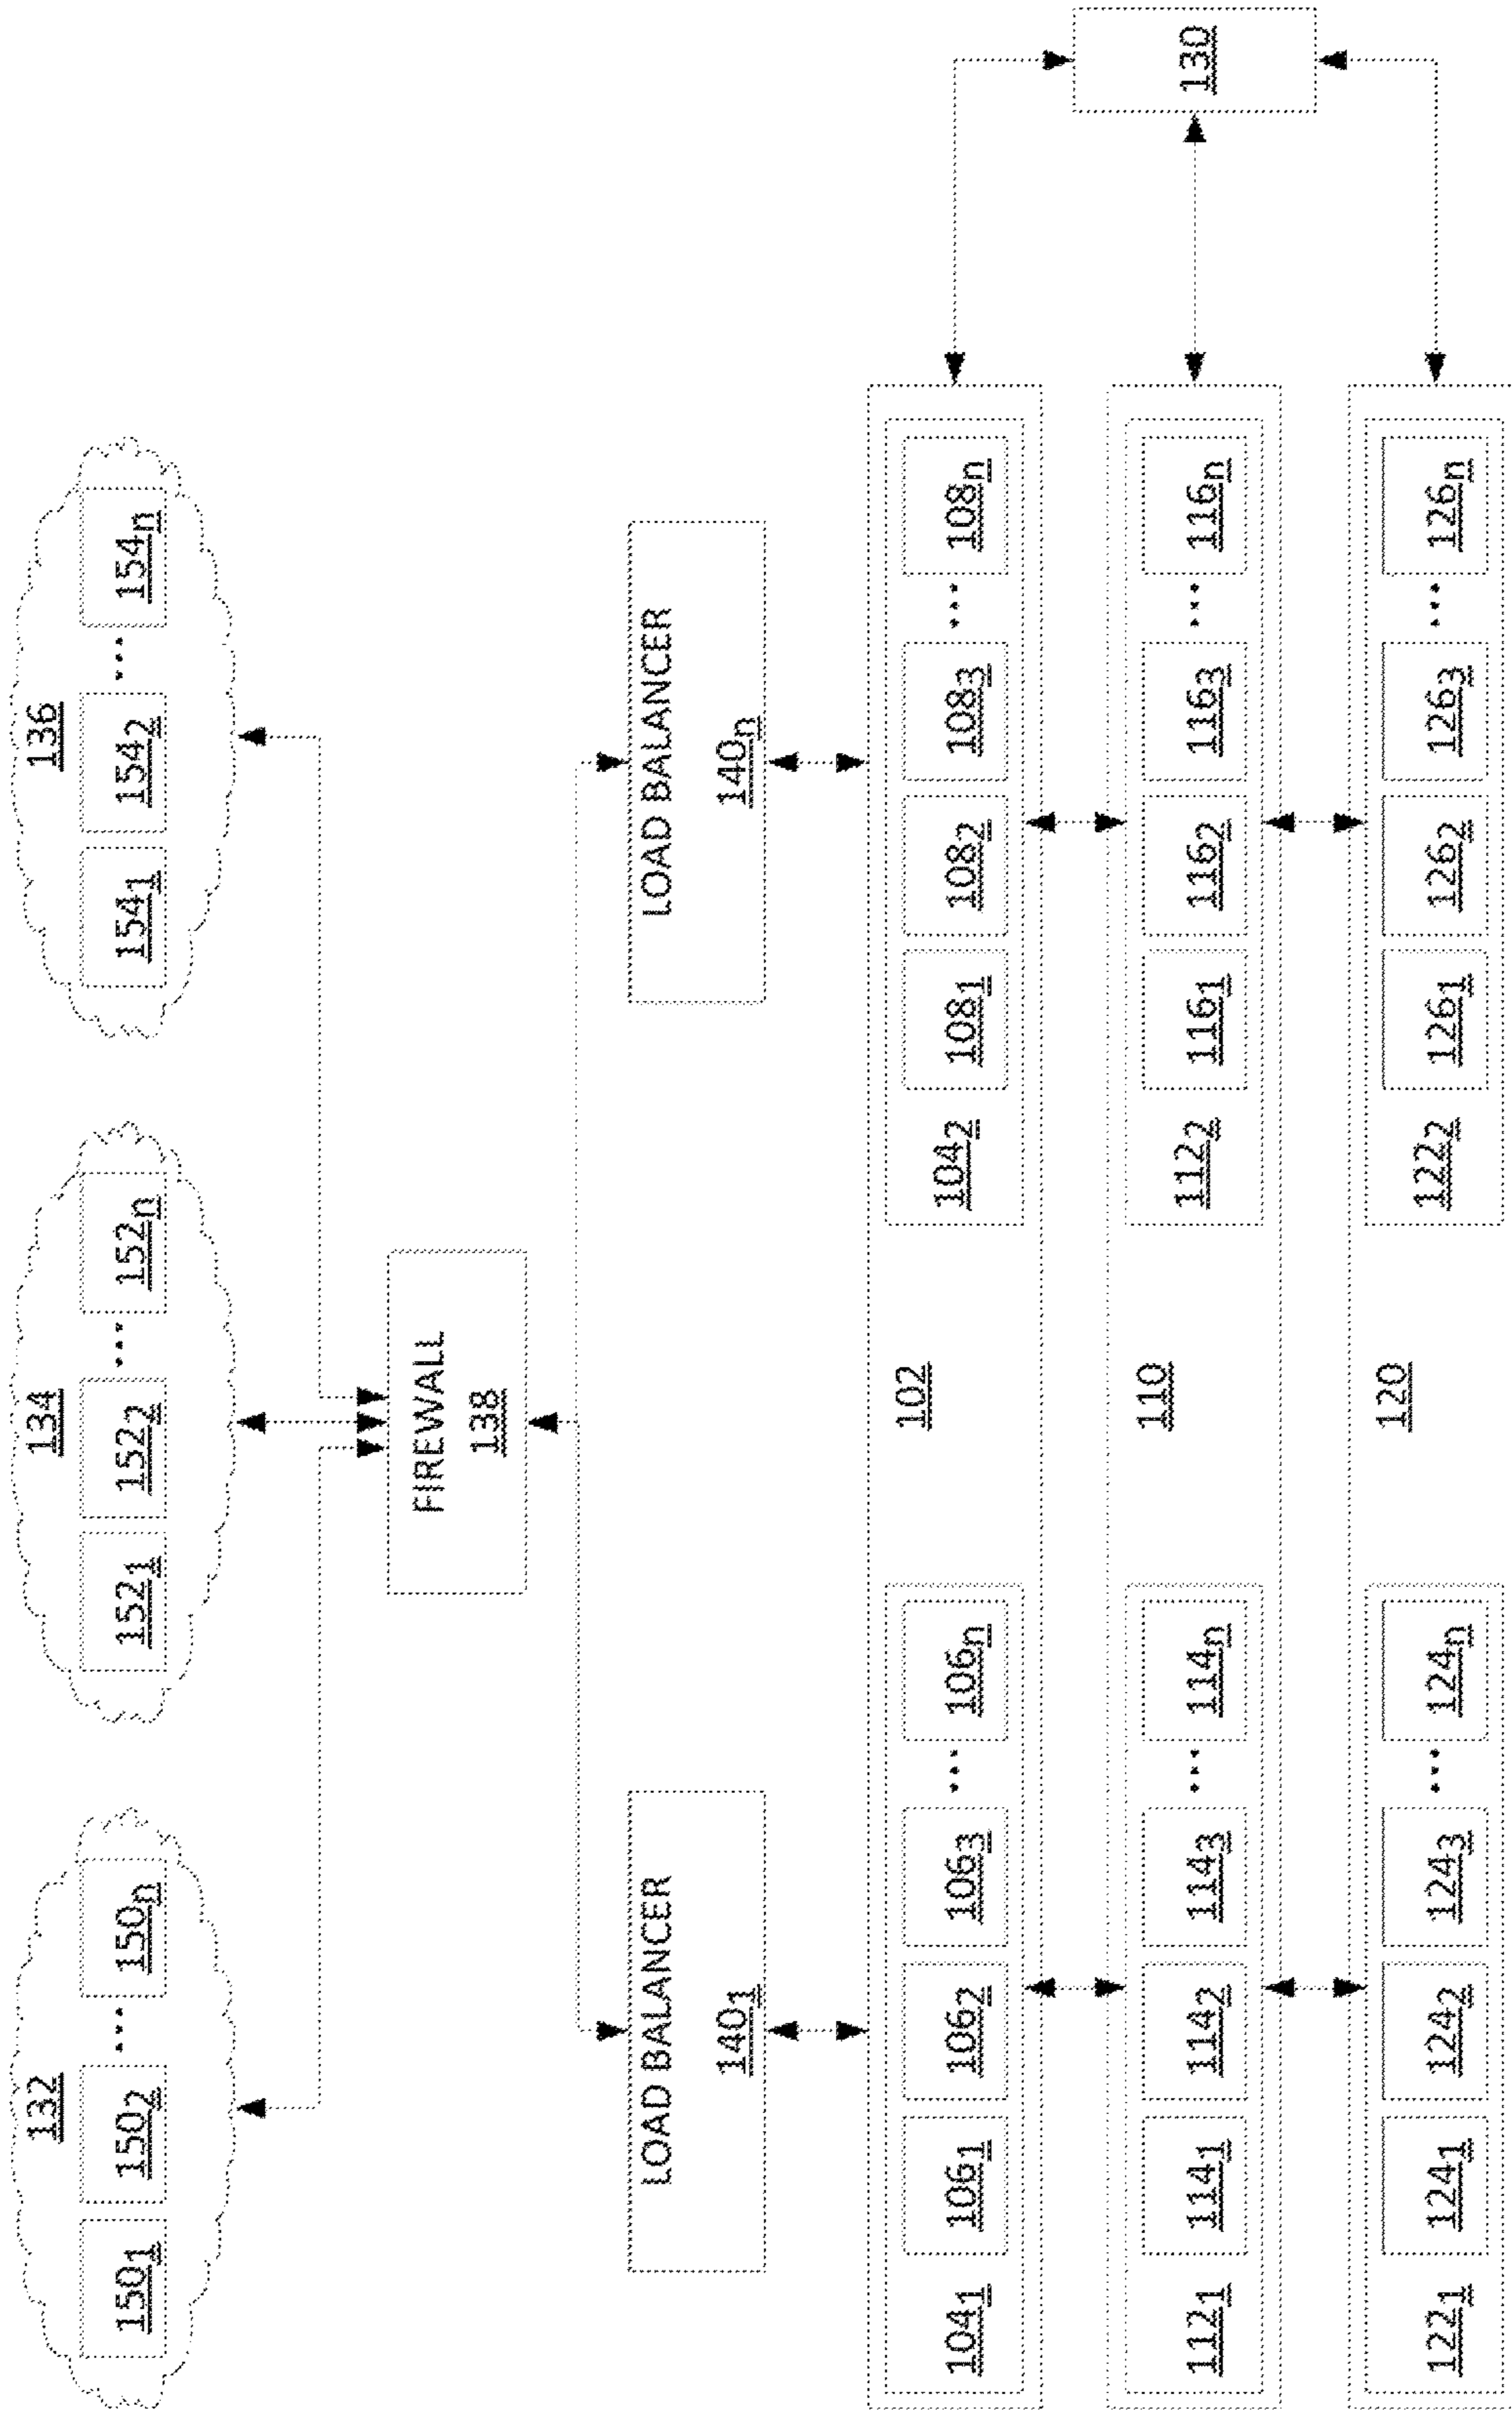 132
134
136
150₁ 150₂ ... 150n
152₁ 152₂ ... 152n
154₁ 154₂ ... 154n
FIREWALL
138
LOAD BALANCER
140₁
LOAD BALANCER
140n
104₁ 106₁ 106₂ 106₃ ... 106n
102
104₂ 108₁ 108₂ 108₃ ... 108n
112₁ 114₁ 114₂ 114₃ ... 114n
110
112₂ 116₁ 116₂ 116₃ ... 116n
122₁ 124₁ 124₂ 124₃ ... 124n
120
122₂ 126₁ 126₂ 126₃ ... 126n
130